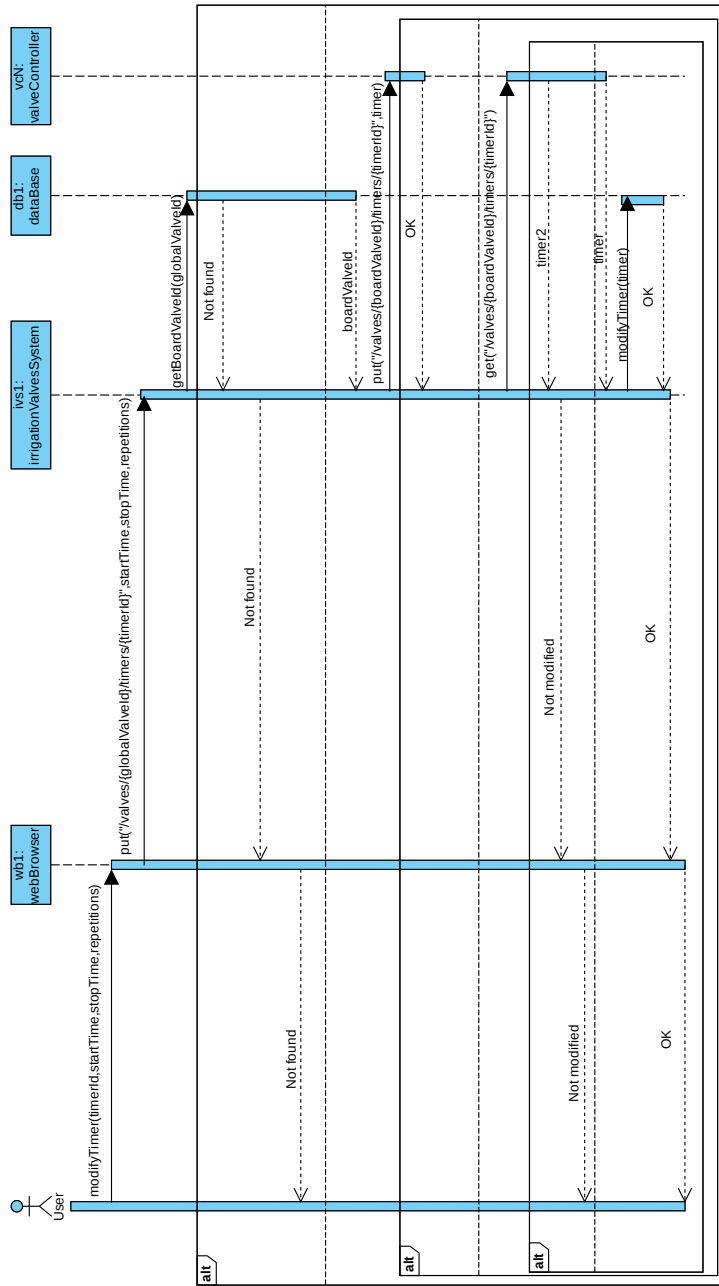 User
wb1:
webBrowser
ivs1:
irrigationValvesSystem
db1:
dataBase
vcN:
valveController
modifyTimer(timerId,startTime,stopTime,repetitions)
put("/valves/{globalValveId}/timers/{timerId}",startTime,stopTime,repetitions)
getBoardValveId(globalValveId)
alt
Not found
Not found
Not found
boardValveId
put("/valves/{boardValveId}/timers/{timerId}",timer)
alt
OK
get("/valves/{boardValveId}/timers/{timerId}")
alt
timer2
Not modified
Not modified
timer
modifyTimer(timer)
OK
OK
OK